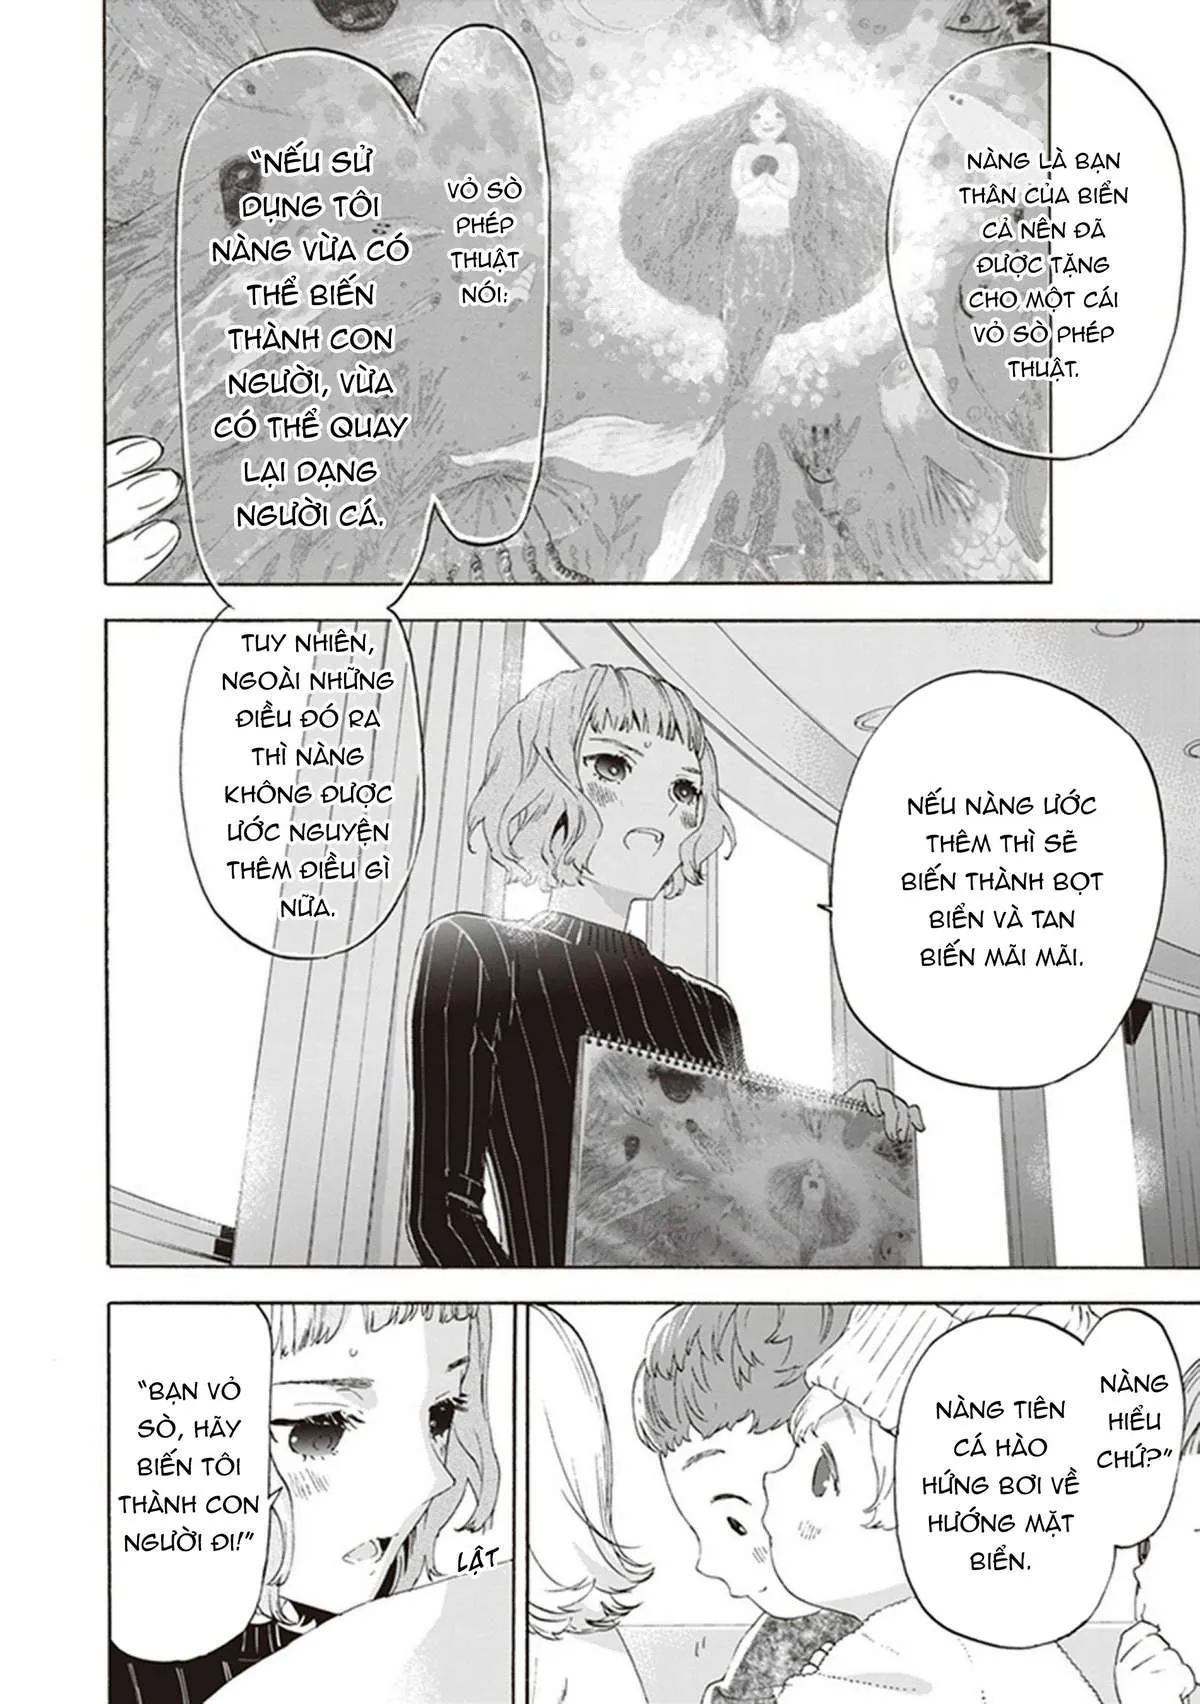 NÀNG LÀ BẠN
THÂN CỦA BIỂN
CẢ NÊN ĐÃ
ĐƯỢC TẶNG
CHO MỘT CÁI
VỎ SÒ PHÉP
THUẬT.
VỎ SÒ
PHÉP
THUẬT
NÓI:
"NẾU SỬ
DỤNG TÔI
NÀNG VỪA CÓ
THỂ BIẾN
THÀNH CON
NGƯỜI, VỪA
CÓ THỂ QUAY
LẠI DẠNG
NGƯỜI CÁ.
TUY NHIÊN,
NGOÀI NHỮNG
ĐIỀU ĐÓ RA
THÌ NÀNG
KHÔNG ĐƯỢC
ƯỚC NGUYỆN
THÊM ĐIỀU GÌ
NỮA.
NẾU NÀNG ƯỚC
THÊM THÌ SẼ
BIẾN THÀNH BỌT
BIỂN VÀ TAN
BIẾN MÃI MÃI.
NÀNG
HIỂU
CHỨ?"
NÀNG TIÊN
CÁ HÀO
HỨNG BƠI VỀ
HƯỚNG MẶT
BIỂN.
"BẠN VỎ
SÒ, HÃY
BIẾN TÔI
THÀNH CON
NGƯỜI ĐI!"
LẬT